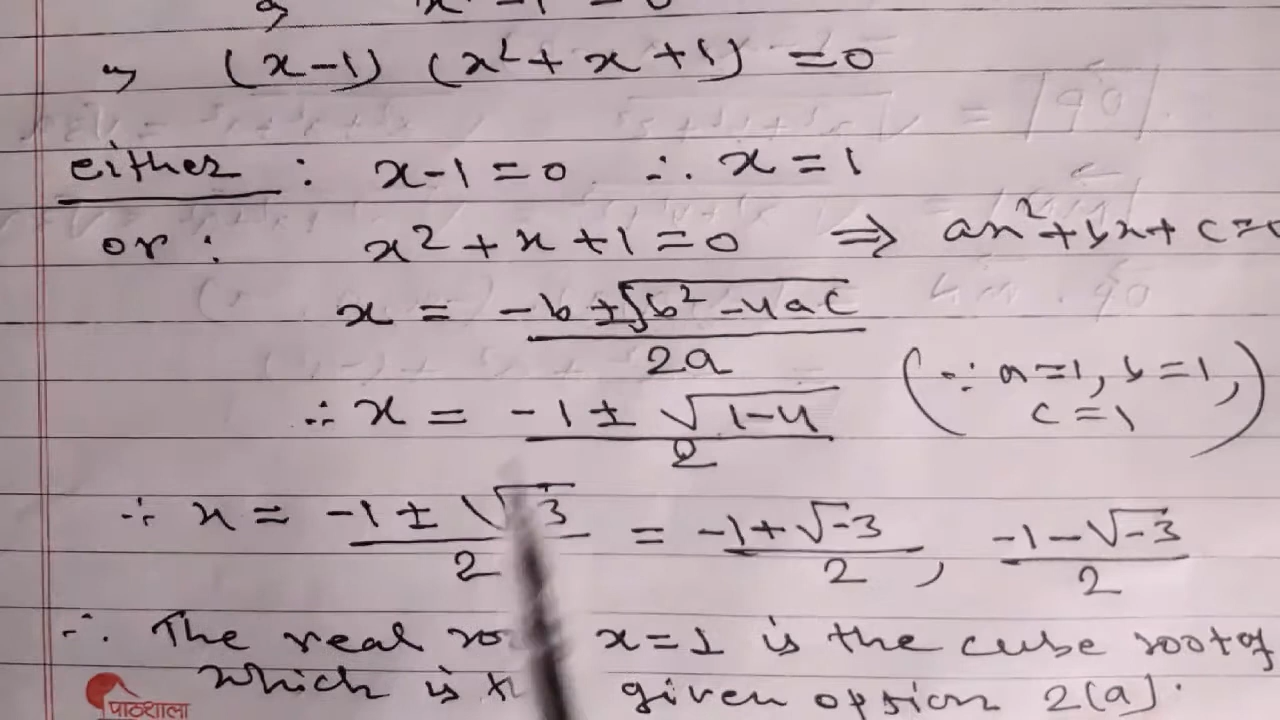 (x-1) (x²+x+1) = 0
either : x-1=0 ∴ x=1
or : x²+x+1=0 ⇒ ax²+bx+c=0
x = (-b ± √(b²-4ac)) / 2a
(∵ a=1, b=1, c=1)
∴ x = (-1 ± √(1-4)) / 2
∴ x = (-1 ± √-3) / 2 = (-1+√-3) / 2 , (-1-√-3) / 2
∴ The real x=1 is the cube root of
which is given option 2(a).
পাঠশালা